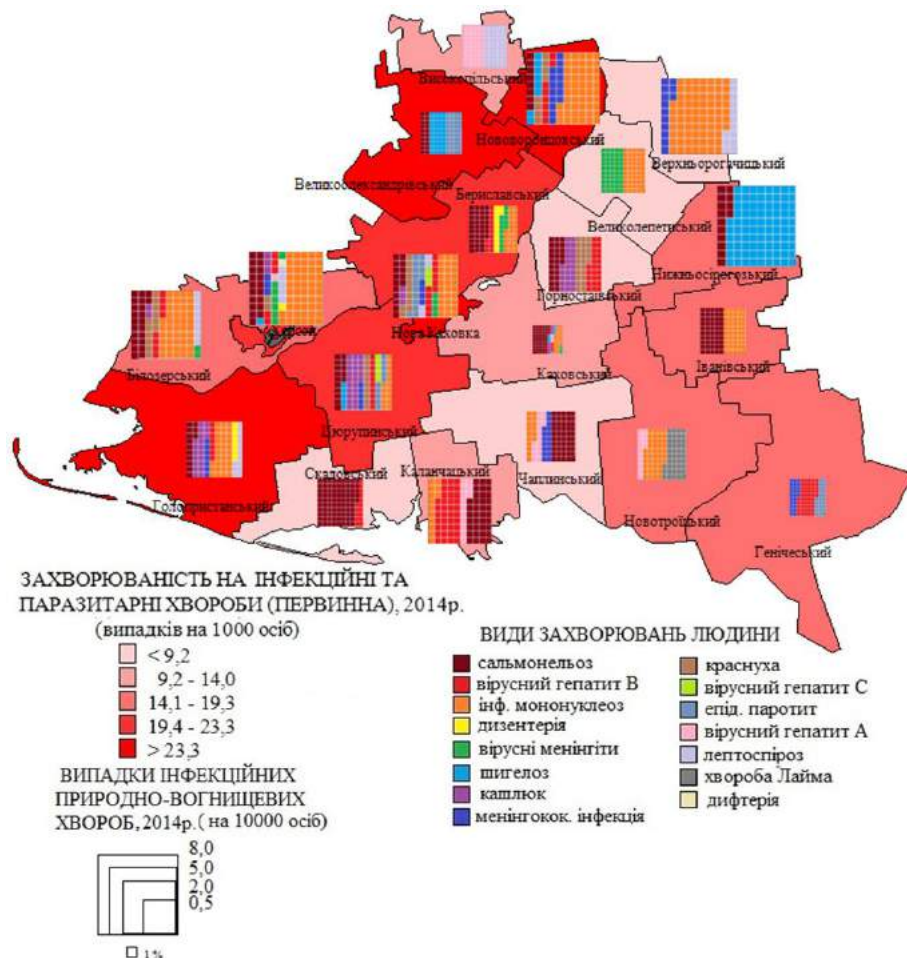 Високопільський
Нововоронцовський
Верхньорогачицький
Великоолександрівський
Бериславський
Великолепетиський
Нижньосірогозький
Горностаївський
Херсон
Нова Каховка
Іванівський
Білозерський
Каховський
Цюрупинський
Скадовський
Каланчацький
Чаплинський
Голопристанський
Новотроїцький
Генічеський
ЗАХВОРЮВАНІСТЬ НА ІНФЕКЦІЙНІ ТА
ПАРАЗИТАРНІ ХВОРОБИ (ПЕРВИННА), 2014р.
(випадків на 1000 осіб)
< 9,2
9,2 - 14,0
14,1 - 19,3
19,4 - 23,3
> 23,3
ВИПАДКИ ІНФЕКЦІЙНИХ
ПРИРОДНО-ВОГНИЩЕВИХ
ХВОРОБ, 2014р. ( на 10000 осіб)
8,0
5,0
2,0
0,5
1 %
ВИДИ ЗАХВОРЮВАНЬ ЛЮДИНИ
сальмонельоз
вірусний гепатит В
інф. мононуклеоз
дизентерія
вірусні менінгіти
шигелоз
кашлюк
менінгокок. інфекція
краснуха
вірусний гепатит С
епід. паротит
вірусний гепатит А
лептоспіроз
хвороба Лайма
дифтерія